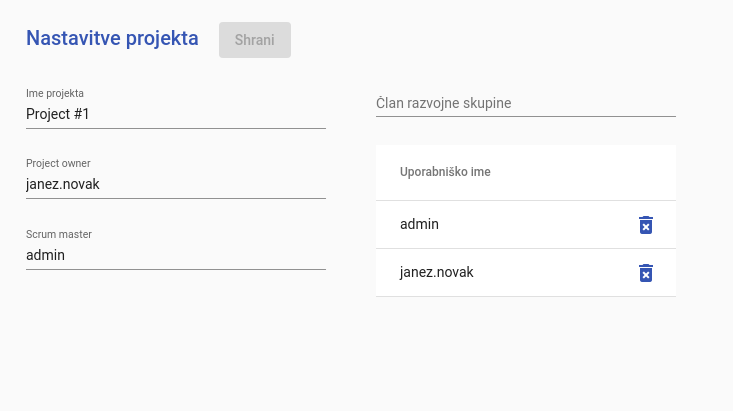 Nastavitve projekta
Shrani
Ime projekta
Project #1
Project owner
janez.novak
Scrum master
admin
Član razvojne skupine
Uporabniško ime
admin
janez.novak